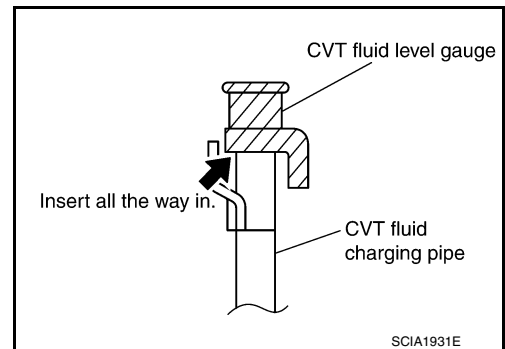 CVT fluid level gauge
Insert all the way in.
CVT fluid
charging pipe
SCIA1931E